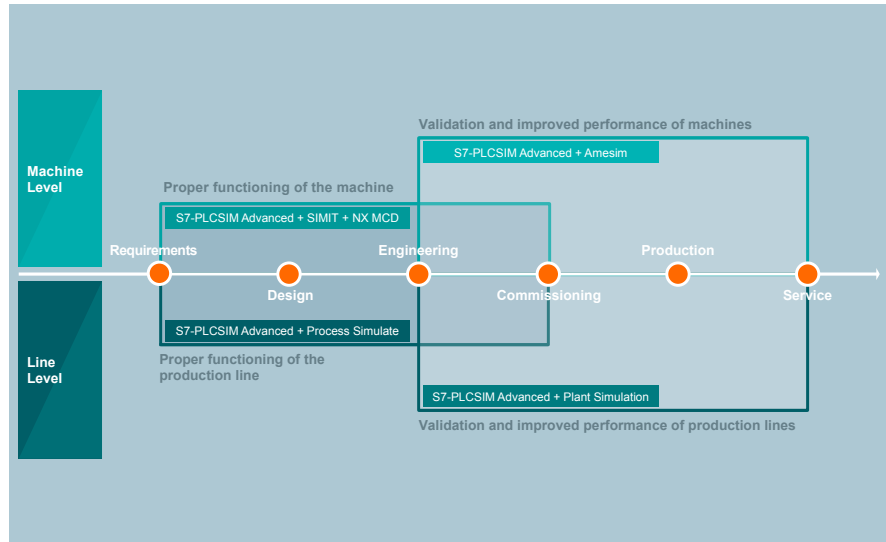 Validation and improved performance of machines
S7-PLCSIM Advanced + Amesim
Machine
Level
Proper functioning of the machine
S7-PLCSIM Advanced + SIMIT + NX MCD
Requirements
Engineering
Production
Design
Commissioning
Service
S7-PLCSIM Advanced + Process Simulate
Line
Level
Proper functioning of the
production line
S7-PLCSIM Advanced + Plant Simulation
Validation and improved performance of production lines